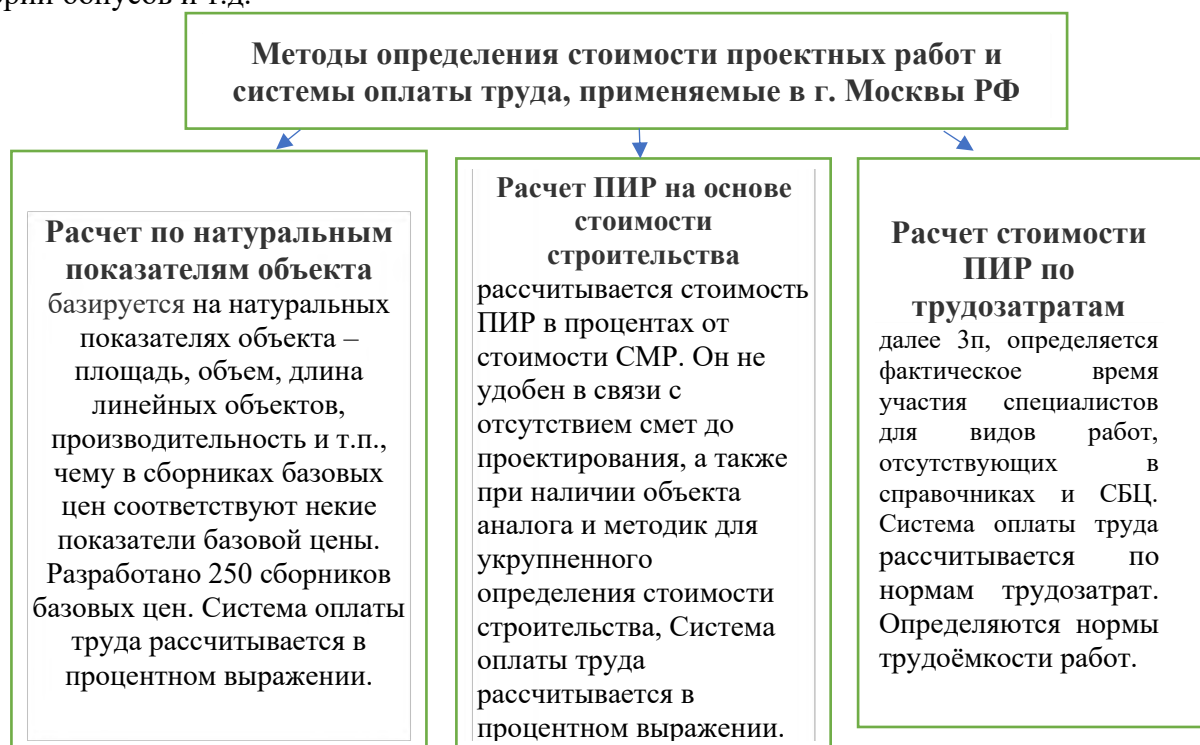 Методы определения стоимости проектных работ и
системы оплаты труда, применяемые в г. Москвы РФ
Расчет по натуральным
показателям объекта
базируется на натуральных
показателях объекта –
площадь, объем, длина
линейных объектов,
производительность и т.п.,
чему в сборниках базовых
цен соответствуют некие
показатели базовой цены.
Разработано 250 сборников
базовых цен. Система оплаты
труда рассчитывается в
процентном выражении.
Расчет ПИР на основе
стоимости
строительства
рассчитывается стоимость
ПИР в процентах от
стоимости СМР. Он не
удобен в связи с
отсутствием смет до
проектирования, а также
при наличии объекта
аналога и методик для
укрупненного
определения стоимости
строительства, Система
оплаты труда
рассчитывается в
процентном выражении.
Расчет стоимости
ПИР по
трудозатратам
далее 3п, определяется
фактическое время
участия специалистов
для видов работ,
отсутствующих в
справочниках и СБЦ.
Система оплаты труда
рассчитывается по
нормам трудозатрат.
Определяются нормы
трудоёмкости работ.